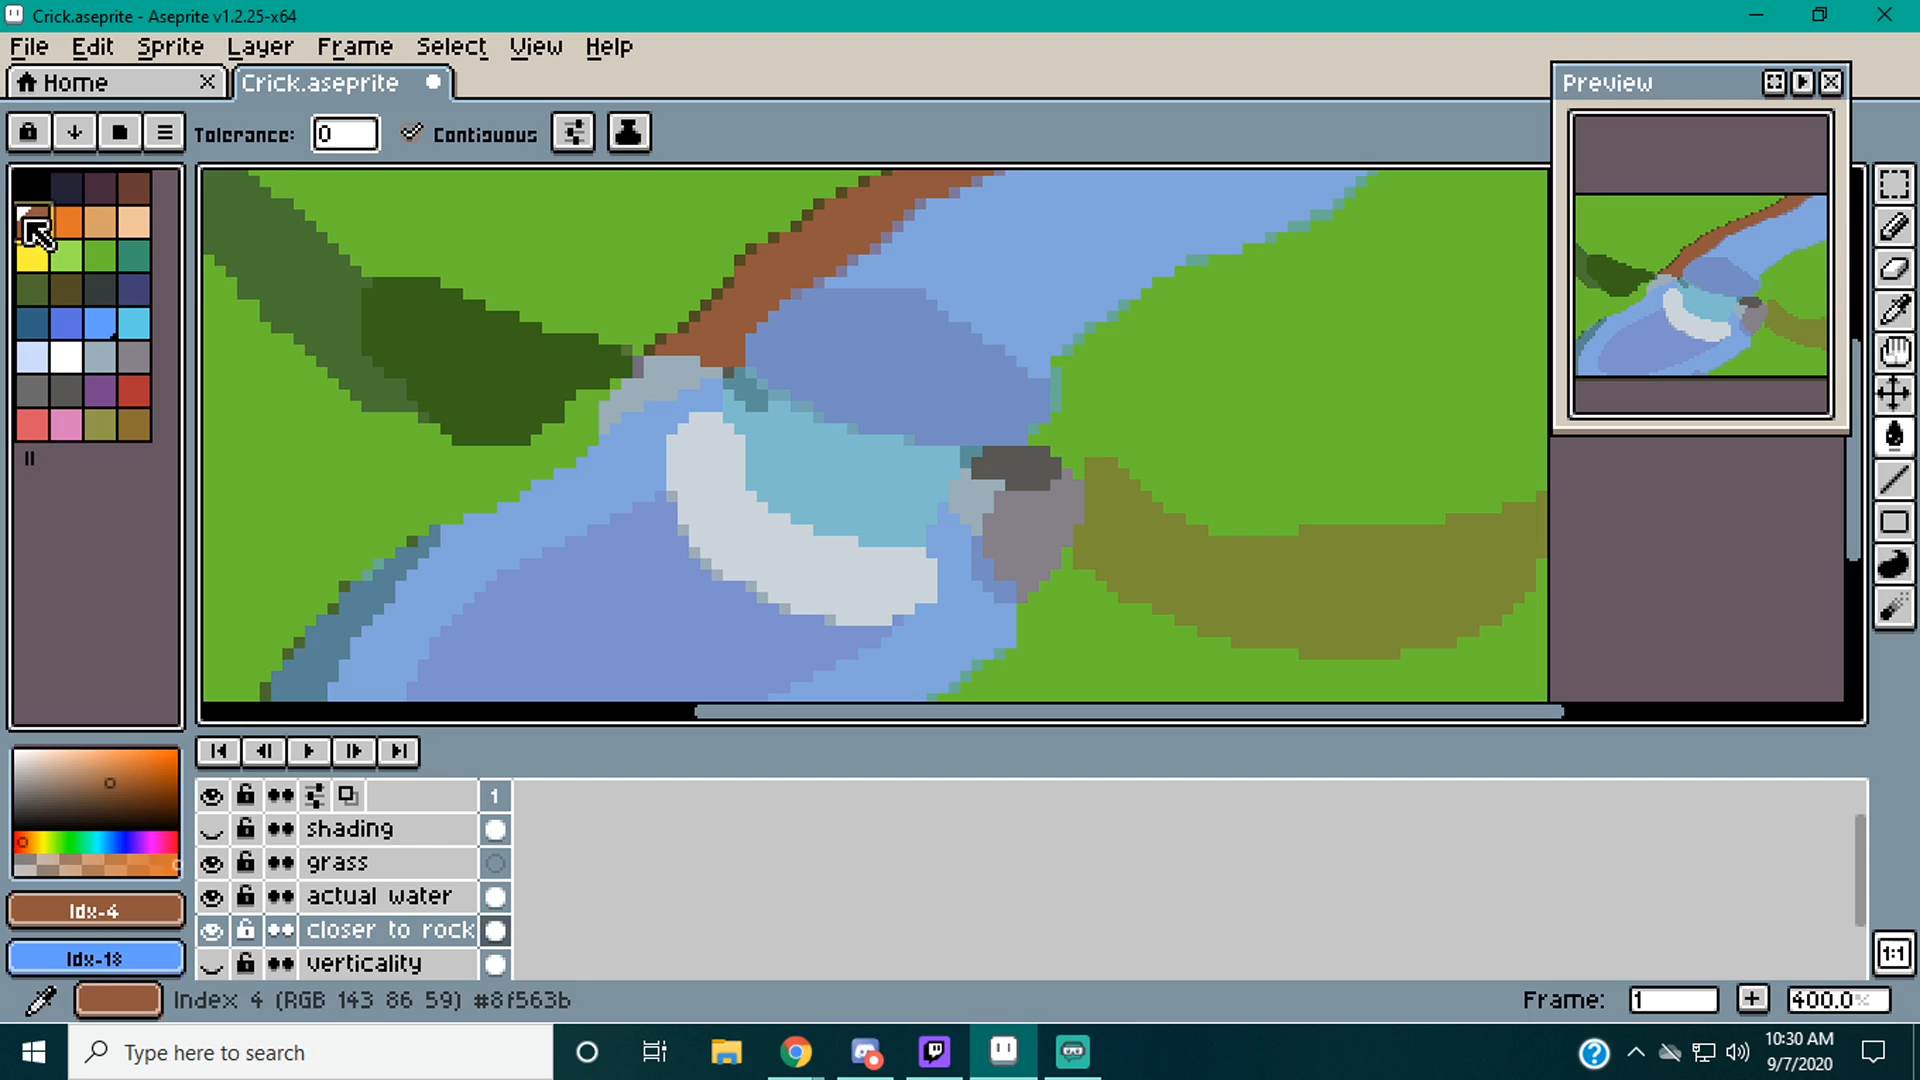 Crick.aseprite - Aseprite v1.2.25-x64
File Edit Sprite Layer Frame Select View Help
Home
Crick.aseprite
Preview
Tolerance: 0 Contiguous
1
shading
grass
actual water
closer to rock
verticality
Idx-4
Idx-18
1:1
Index 4 (RGB 143 86 59) #8f563b
Frame: 1 + 400.0%
Type here to search
10:30 AM
9/7/2020